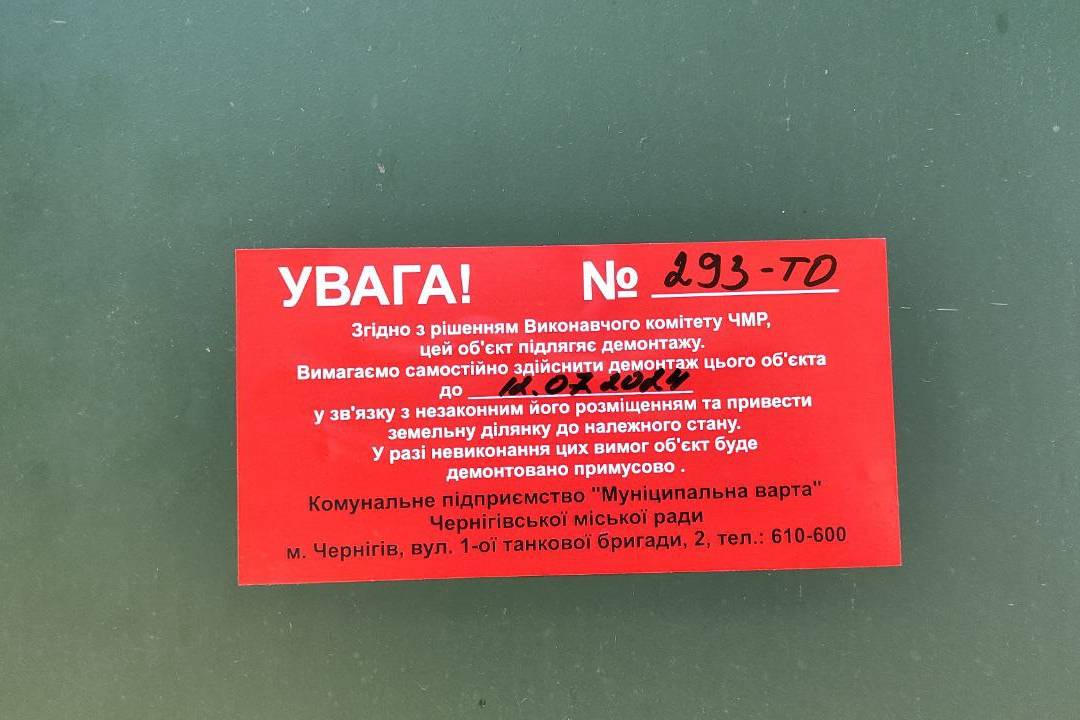 УВАГА! № 293-ТО
Згідно з рішенням Виконавчого комітету ЧМР,
цей об'єкт підлягяє демонтажу.
Вимагаємо самостійно здійснити демонтаж цього об'єкта
до 12.07.2024
у зв'язку з незаконним його розміщенням та привести
земельну ділянку до належного стану.
У разі невиконання цих вимог об'єкт буде
демонтовано примусово .
Комунальне підприємство "Муніципальна варта"
Чернігівської міської ради
м. Чернігів, вул. 1-ої танкової бригади, 2, тел.: 610-600